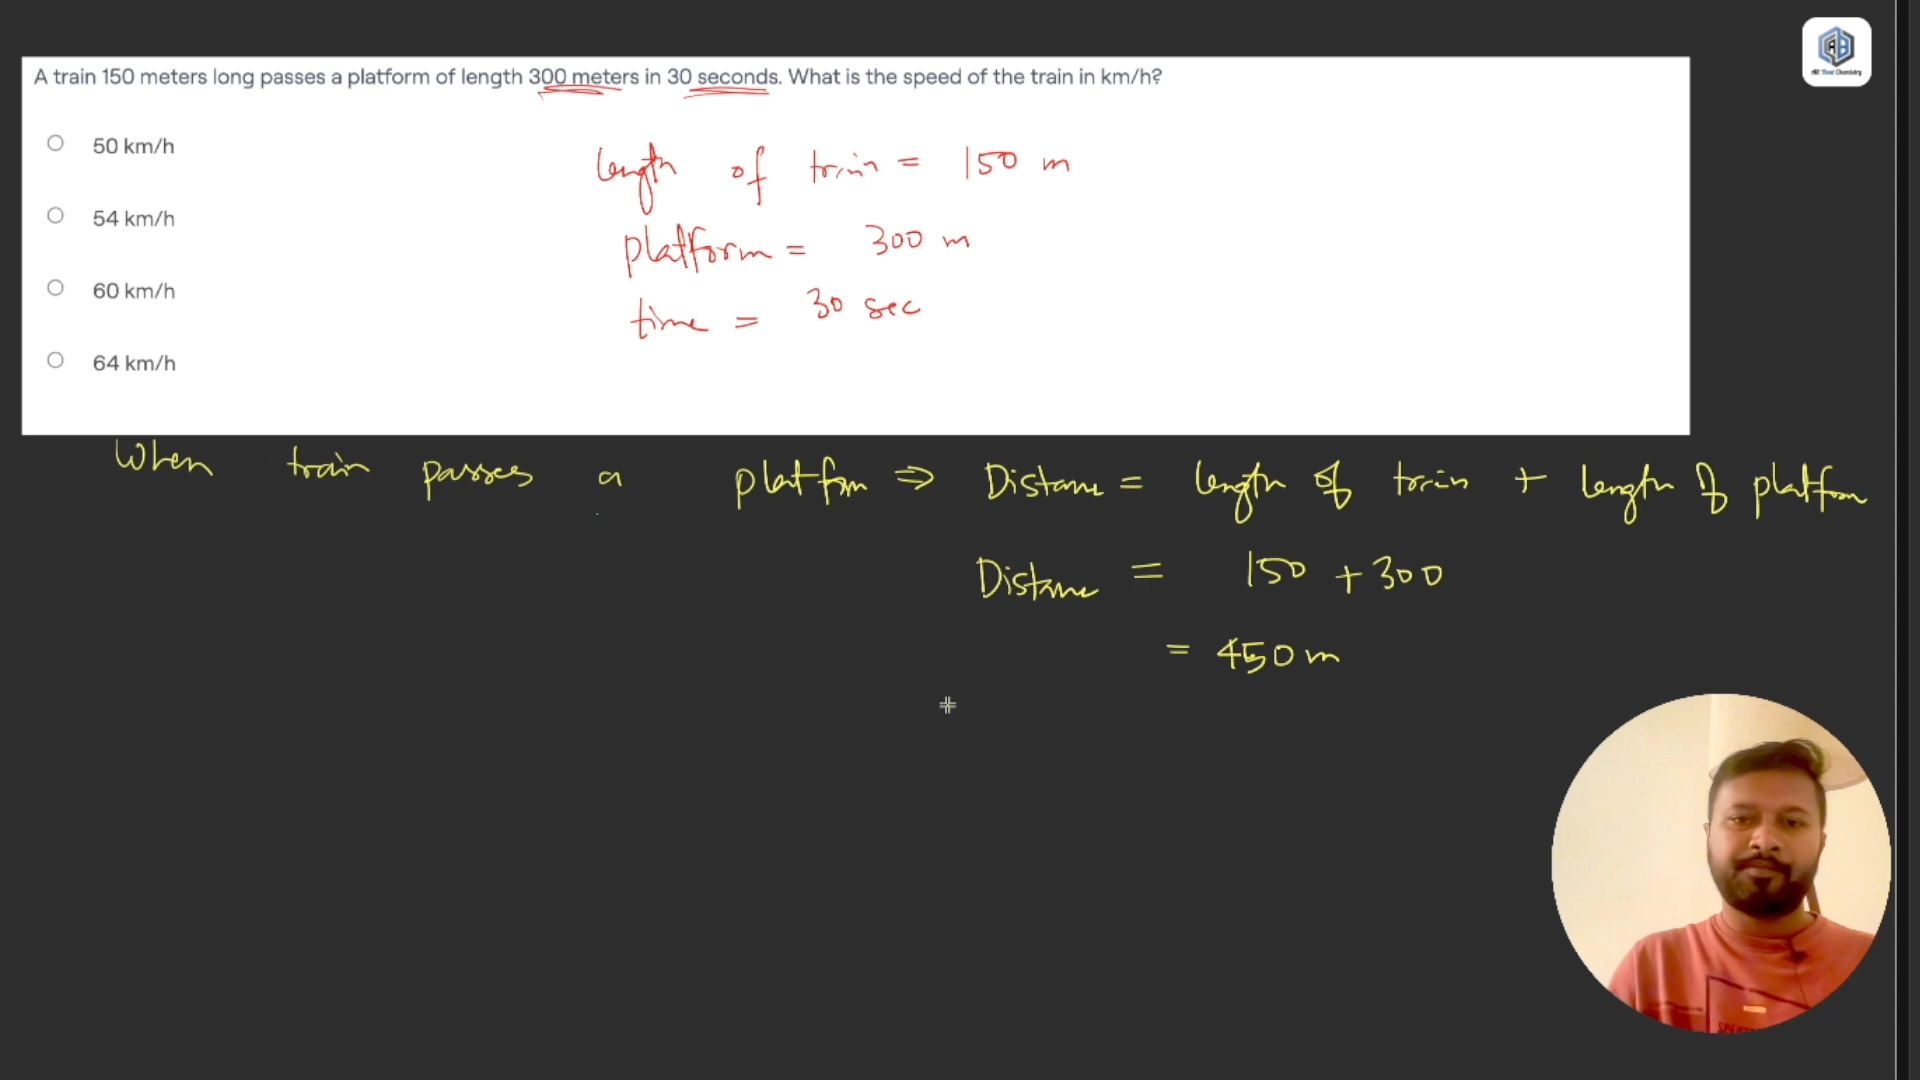 A train 150 meters long passes a platform of length 300 meters in 30 seconds. What is the speed of the train in km/h?
50 km/h
54 km/h
60 km/h
64 km/h
length of train = 150 m
platform = 300 m
time = 30 sec
When train passes a platform ⇒ Distance = length of train + length of platform
Distance = 150 + 300
= 450 m